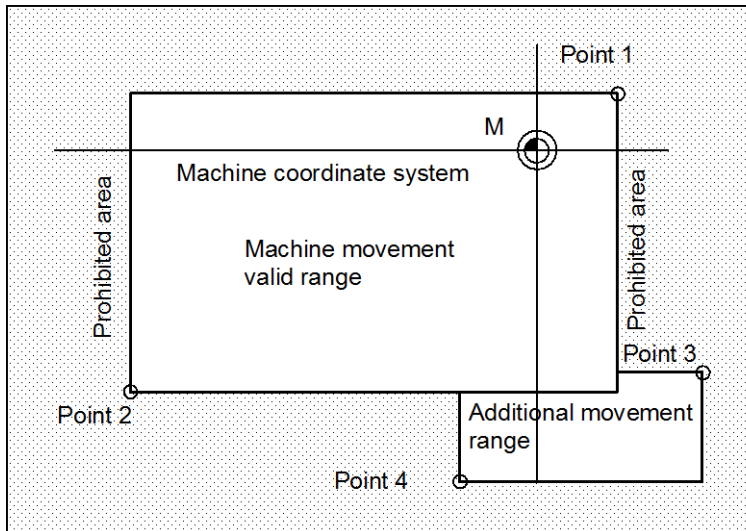 Point 1
M
Machine coordinate system
Prohibited area
Machine movement
valid range
Prohibited area
Point 3
Point 2
Additional movement
range
Point 4